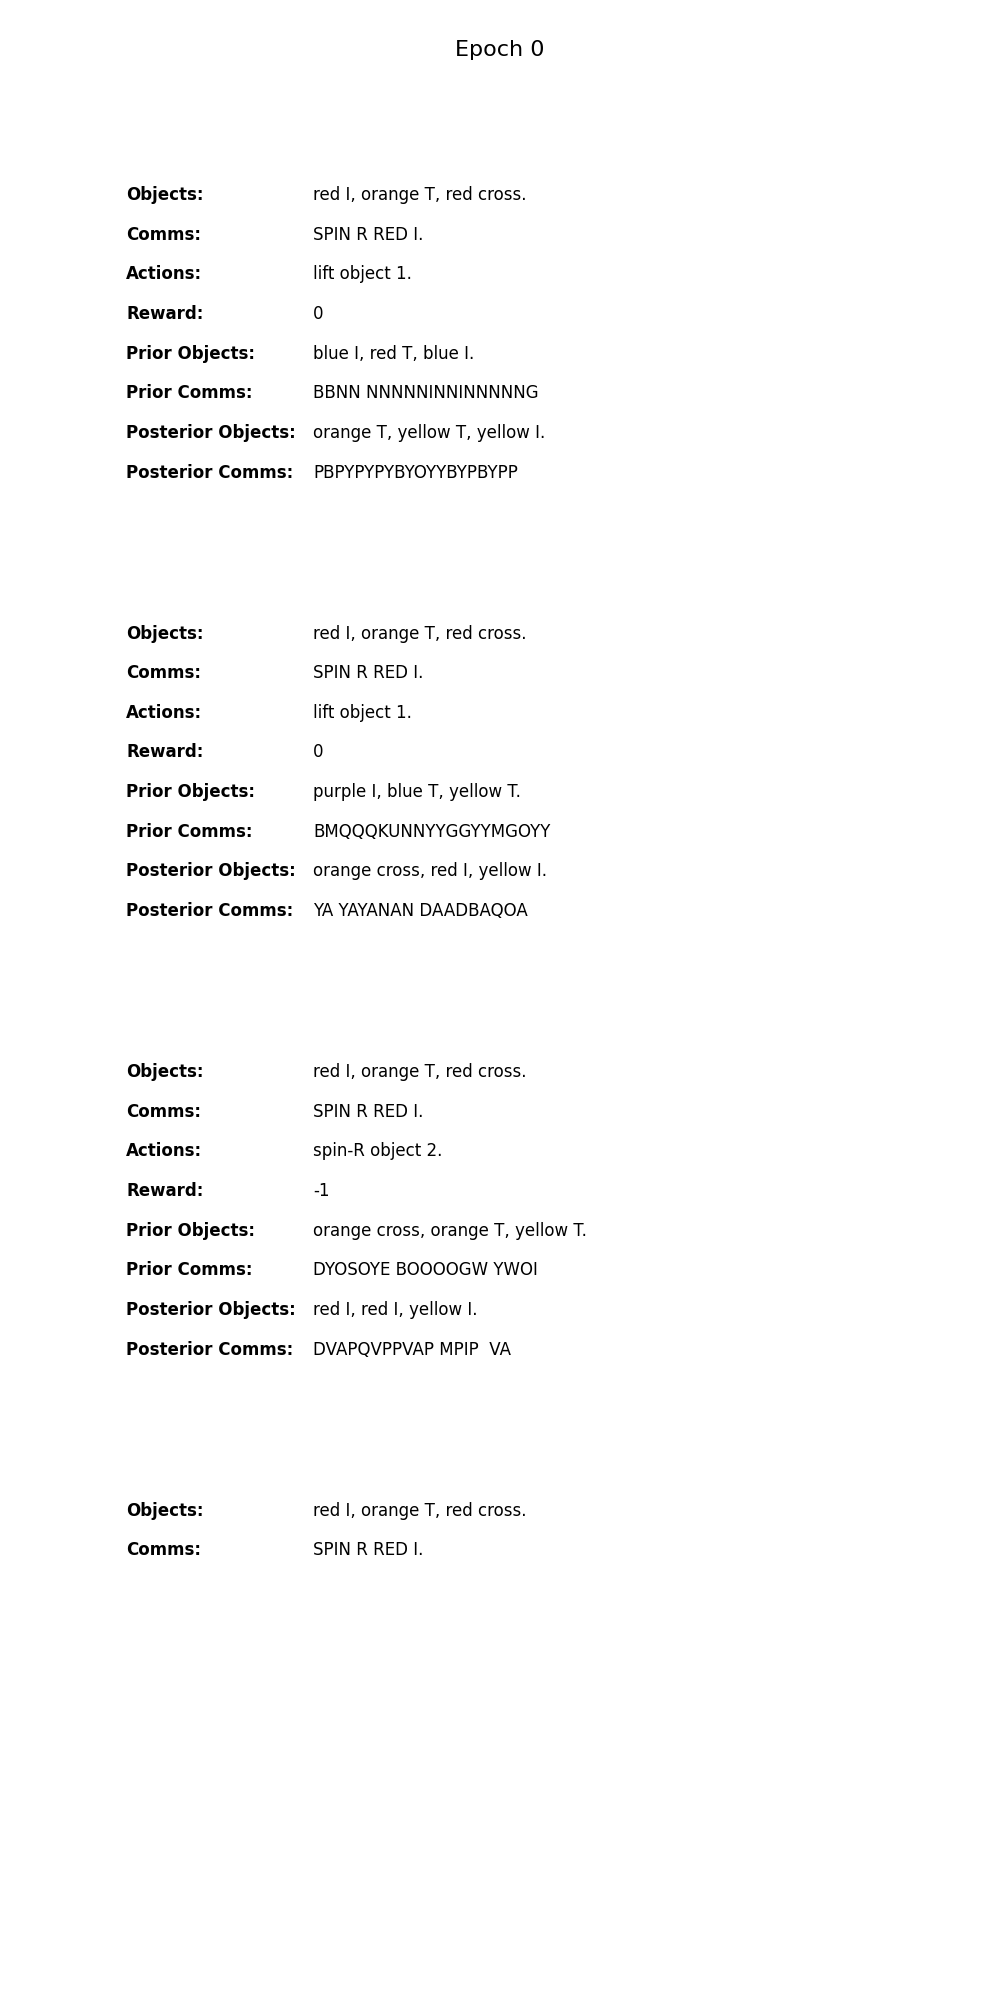 Epoch 0
Objects: red I, orange T, red cross.
Comms: SPIN R RED I.
Actions: lift object 1.
Reward: 0
Prior Objects: blue I, red T, blue I.
Prior Comms: BBNN NNNNNINNINNNNNG
Posterior Objects: orange T, yellow T, yellow I.
Posterior Comms: PBPYPYPYBYOYYBYPBYPP
Objects: red I, orange T, red cross.
Comms: SPIN R RED I.
Actions: lift object 1.
Reward: 0
Prior Objects: purple I, blue T, yellow T.
Prior Comms: BMQQQKUNNYYGGYYMGOYY
Posterior Objects: orange cross, red I, yellow I.
Posterior Comms: YA YAYANAN DAADBAQOA
Objects: red I, orange T, red cross.
Comms: SPIN R RED I.
Actions: spin-R object 2.
Reward: -1
Prior Objects: orange cross, orange T, yellow T.
Prior Comms: DYOSOYE BOOOOGW YWOI
Posterior Objects: red I, red I, yellow I.
Posterior Comms: DVAPQVPPVAP MPIP  VA
Objects: red I, orange T, red cross.
Comms: SPIN R RED I.